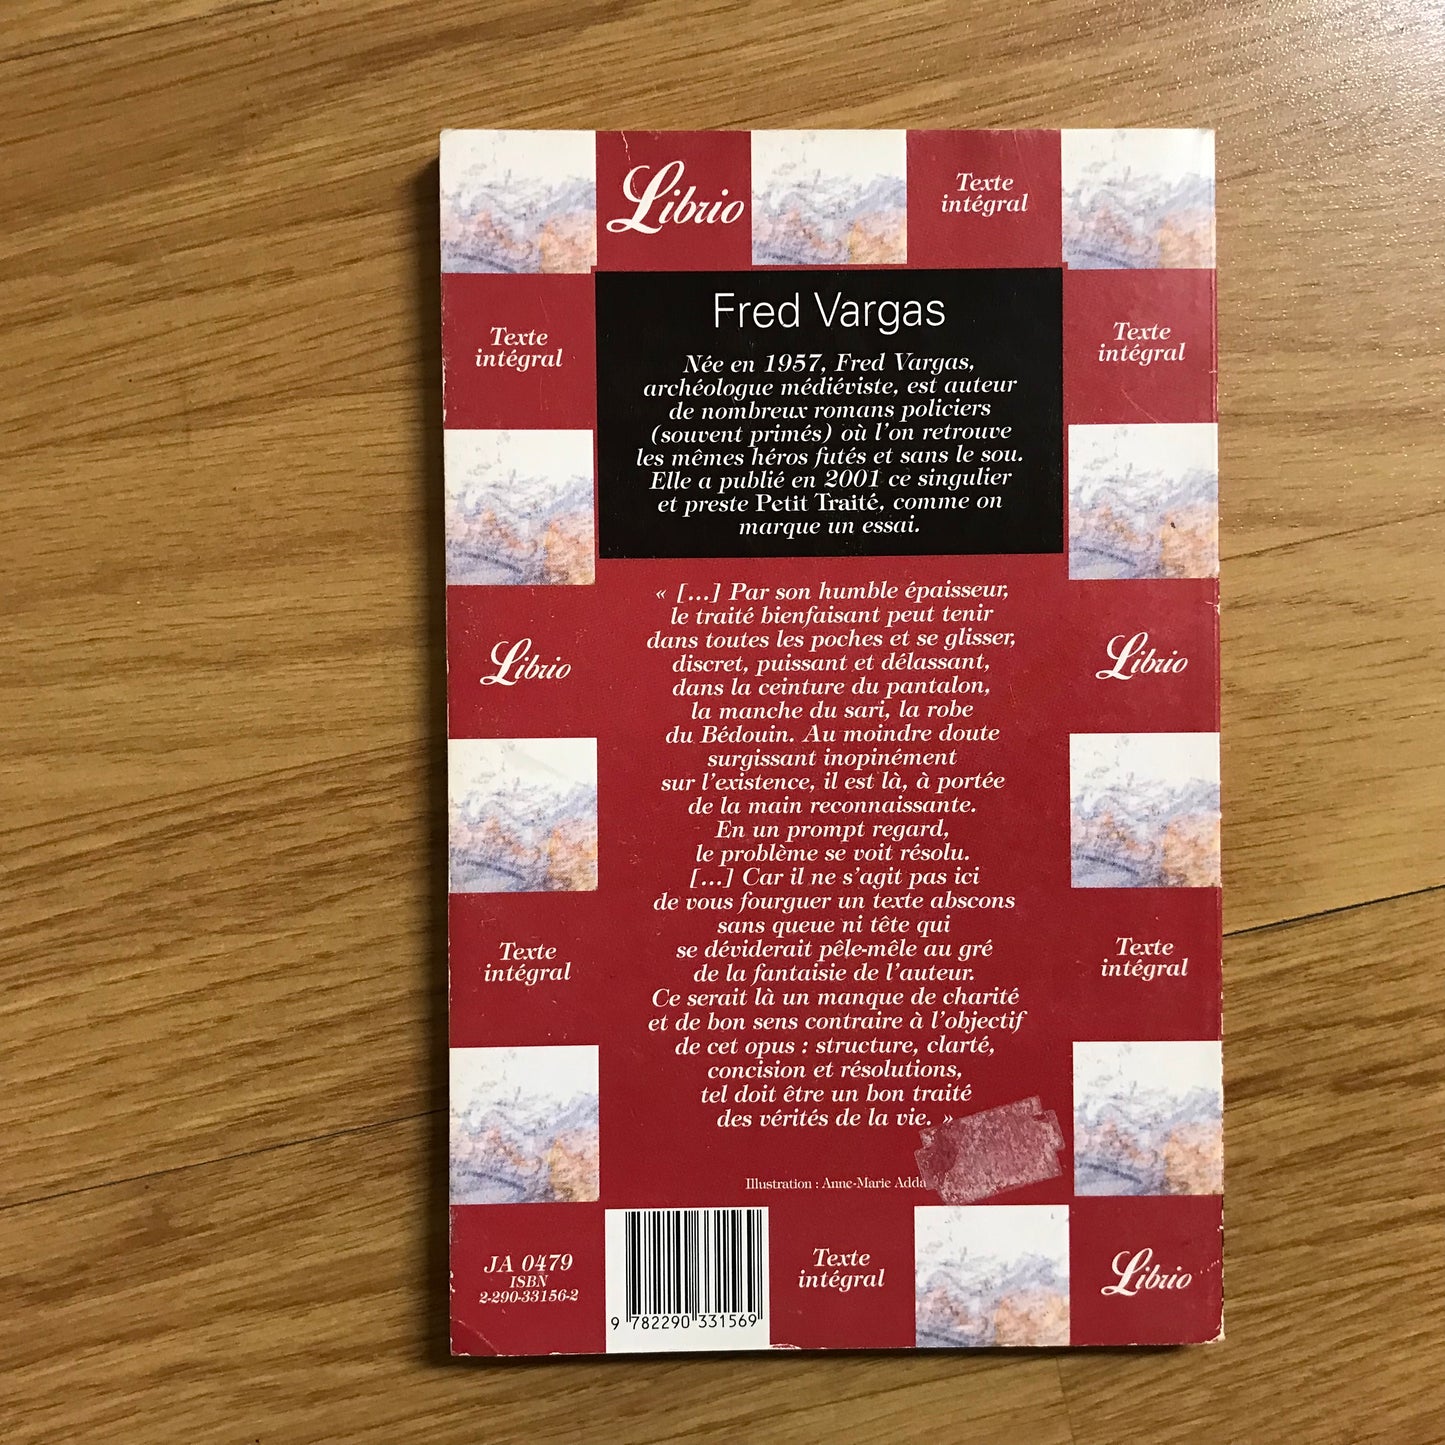 Librio
Texte
intégral
Fred Vargas
Texte
intégral
Texte
intégral
Née en 1957, Fred Vargas,
archéologue médiéviste, est auteur
de nombreux romans policiers
(souvent primés) où l'on retrouve
les mêmes héros futés et sans le sou.
Elle a publié en 2001 ce singulier
et preste Petit Traité, comme on
marque un essai.
« [...] Par son humble épaisseur,
le traité bienfaisant peut tenir
dans toutes les poches et se glisser,
discret, puissant et délassant,
dans la ceinture du pantalon,
la manche du sari, la robe
du Bédouin. Au moindre doute
surgissant inopinément
sur l'existence, il est là, à portée
de la main reconnaissante.
En un prompt regard,
le problème se voit résolu.
[...] Car il ne s'agit pas ici
de vous fourguer un texte abscons
sans queue ni tête qui
se déviderait pêle-mêle au gré
de la fantaisie de l'auteur.
Ce serait là un manque de charité
et de bon sens contraire à l'objectif
de cet opus : structure, clarté,
concision et résolutions,
tel doit être un bon traité
des vérités de la vie. »
Librio
Librio
Texte
intégral
Texte
intégral
Illustration : Anne-Marie
JA 0479
ISBN
2-290-33156-2
9 782290 331569
Texte
intégral
Librio